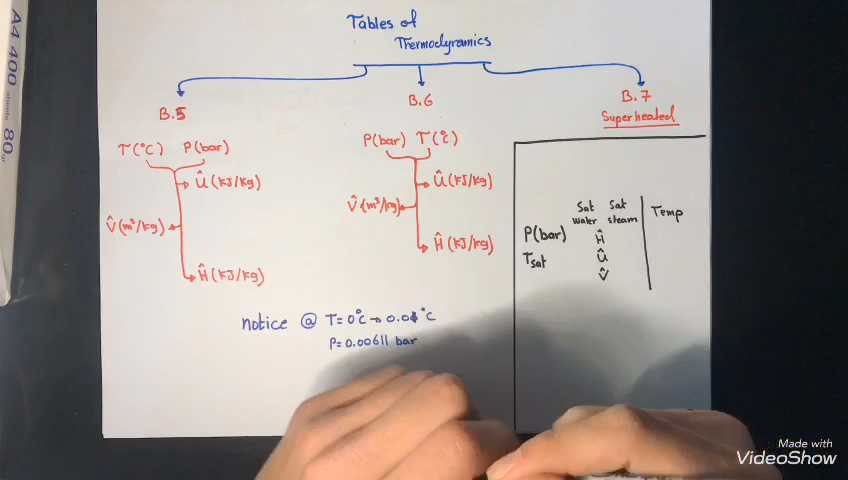 A4 400 sheets 80 gr
Tables of
Thermodynamics
B.5
B.6
B.7
Superheated
T(°C) P(bar)
Û (kJ/kg)
V̂ (m³/kg)
Ĥ (kJ/kg)
P(bar) T(°C)
Û (kJ/kg)
V̂ (m³/kg)
Ĥ (kJ/kg)
Sat Sat
water steam
Temp
P(bar)
Tsat
Ĥ
Û
V̂
notice @ T=0°C → 0.01 °C
P=0.00611 bar
Made with
VideoShow